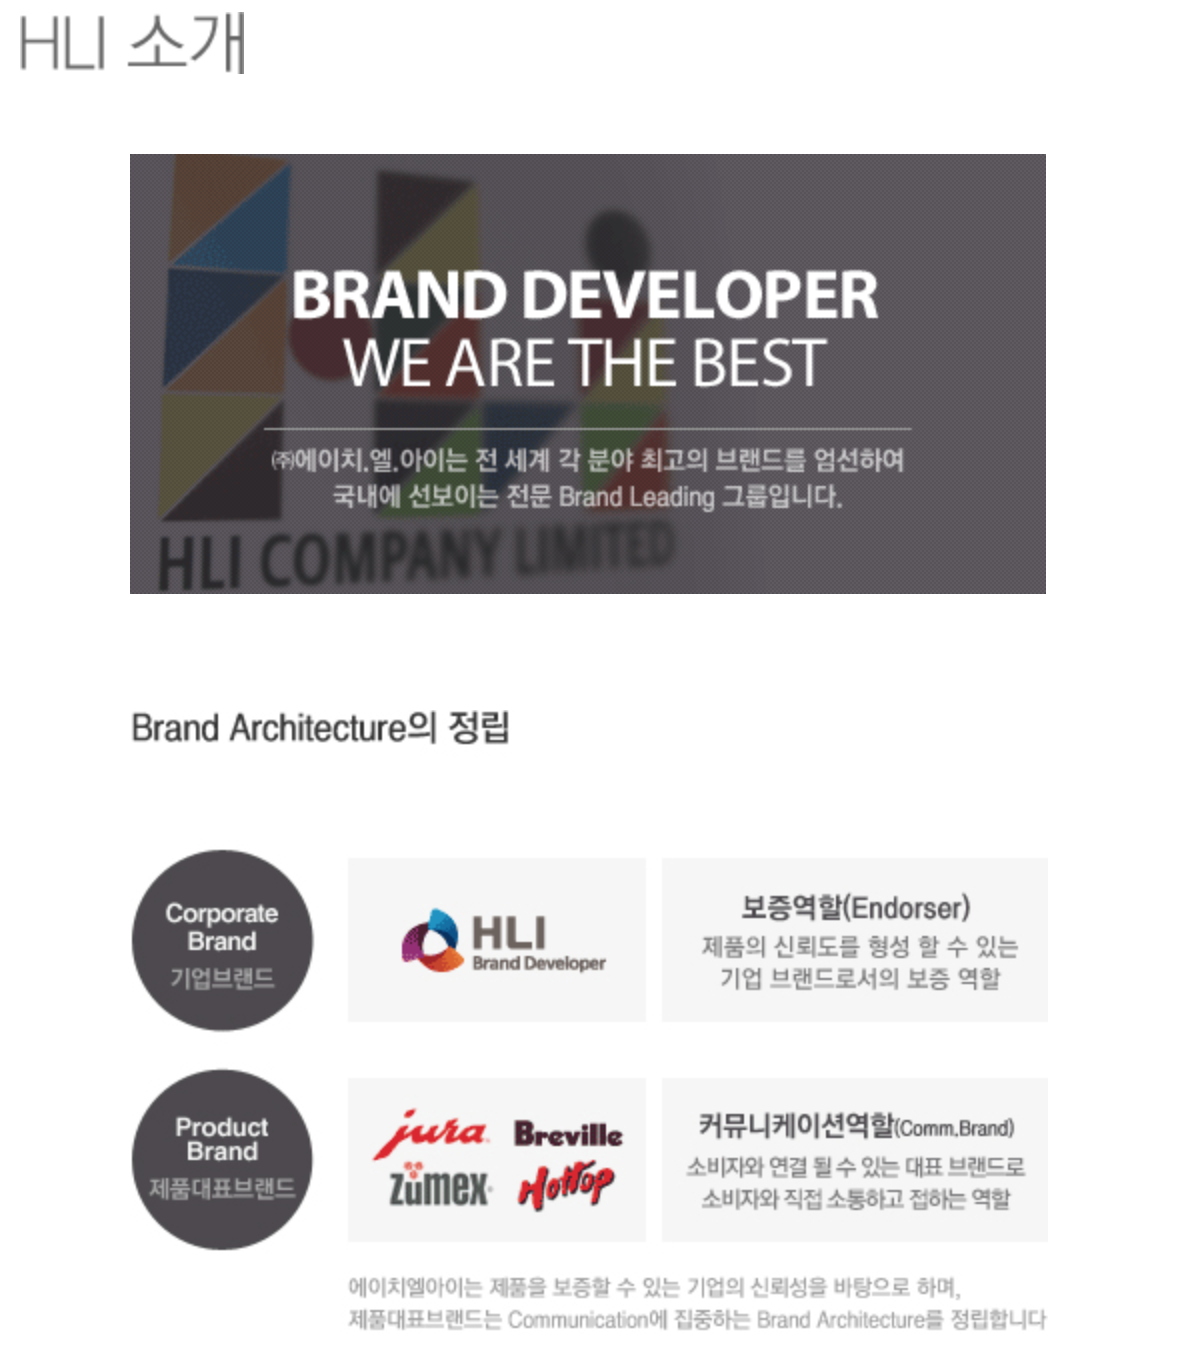 HLI 소개
BRAND DEVELOPER
WE ARE THE BEST
㈜에이치.엘.아이는 전 세계 각 분야 최고의 브랜드를 엄선하여
국내에 선보이는 전문 Brand Leading 그룹입니다.
HLI COMPANY LIMITED
Brand Architecture의 정립
Corporate
Brand
기업브랜드
HLI
Brand Developer
보증역할(Endorser)
제품의 신뢰도를 형성 할 수 있는
기업 브랜드로서의 보증 역할
Product
Brand
제품대표브랜드
jura Breville
zumex HotTop
커뮤니케이션역할(Comm.Brand)
소비자와 연결 될 수 있는 대표 브랜드로
소비자와 직접 소통하고 접하는 역할
에이치엘아이는 제품을 보증할 수 있는 기업의 신뢰성을 바탕으로 하며,
제품대표브랜드는 Communication에 집중하는 Brand Architecture를 정립합니다